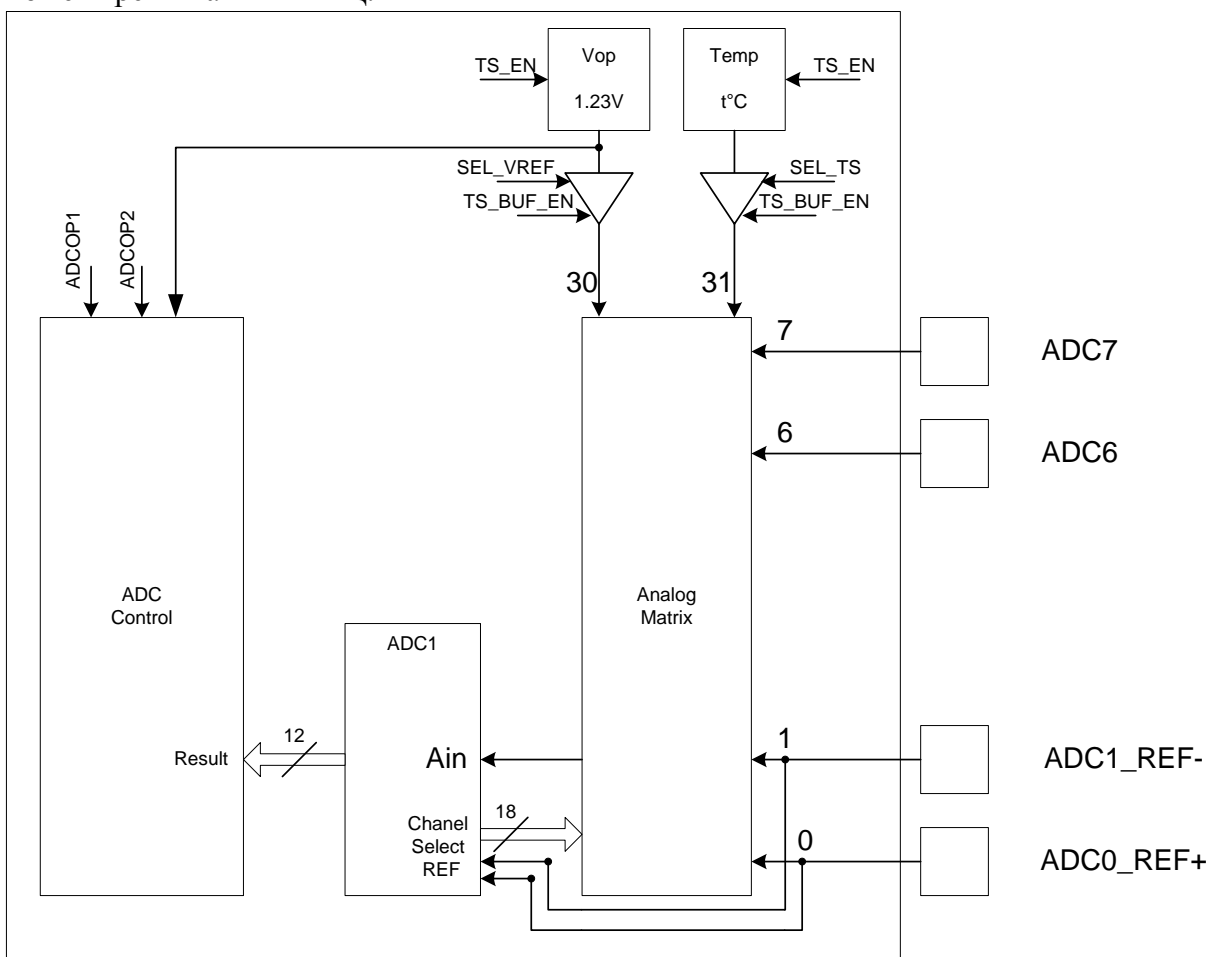 Vop
1.23V
Temp
t°C
TS_EN
TS_EN
SEL_VREF
TS_BUF_EN
SEL_TS
TS_BUF_EN
ADCOP1
ADCOP2
30
31
7
ADC7
6
ADC6
ADC
Control
Analog
Matrix
ADC1
Result
12
Ain
1
ADC1_REF-
Chanel
Select
REF
18
0
ADC0_REF+